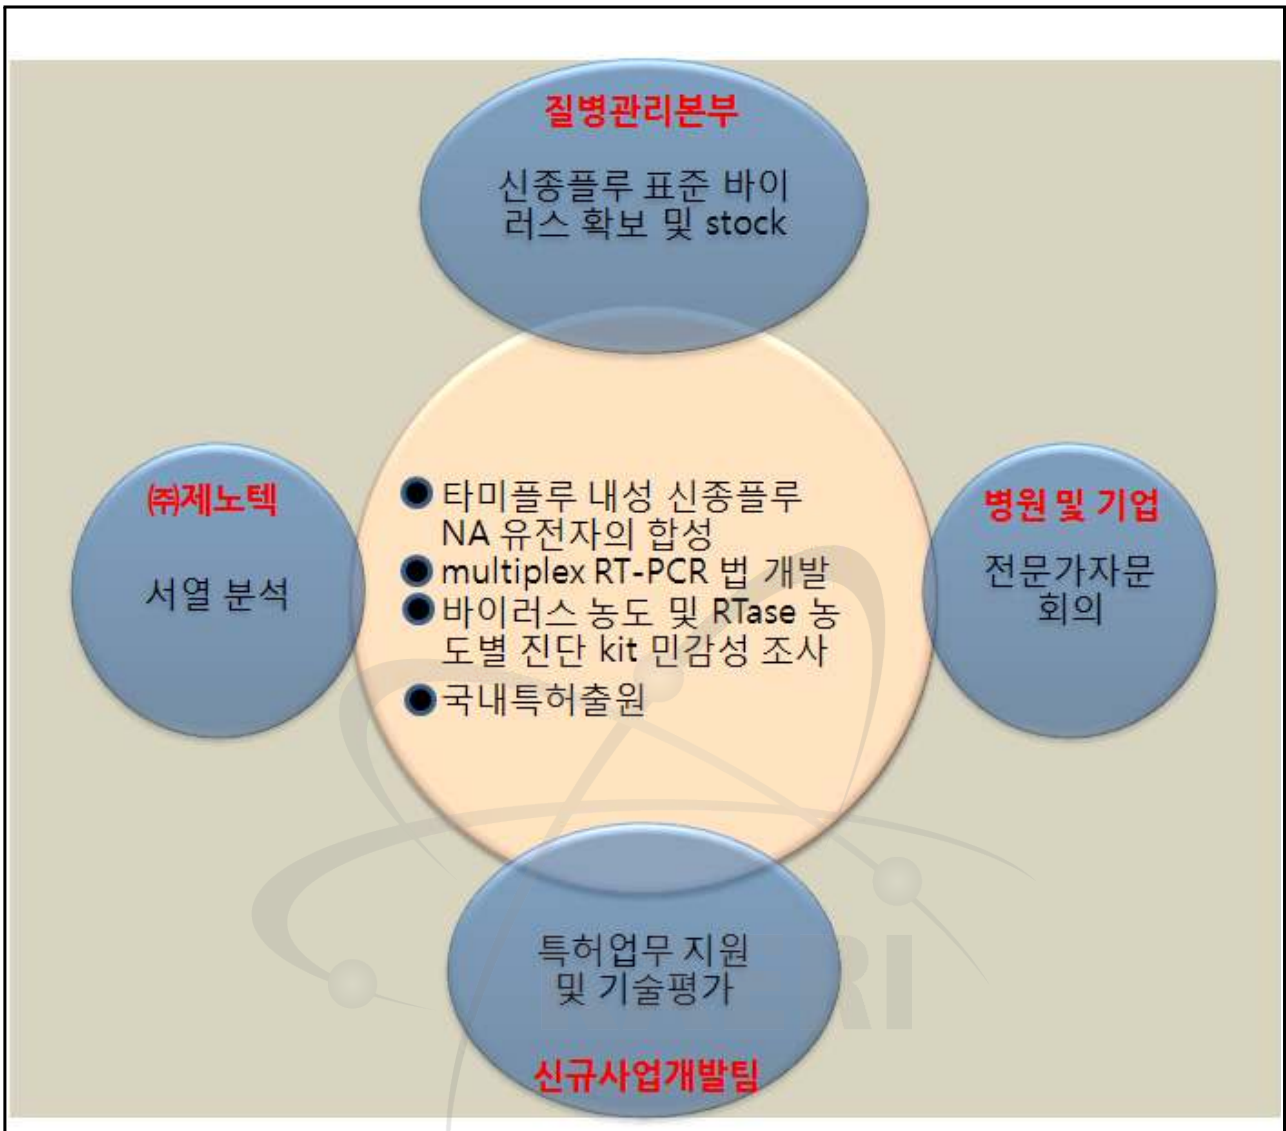 질병관리본부
신종플루 표준 바이
러스 확보 및 stock
㈜제노텍
서열 분석
● 타미플루 내성 신종플루
NA 유전자의 합성
● multiplex RT-PCR 법 개발
● 바이러스 농도 및 RTase 농
도별 진단 kit 민감성 조사
● 국내특허출원
병원 및 기업
전문가자문
회의
특허업무 지원
및 기술평가
신규사업개발팀